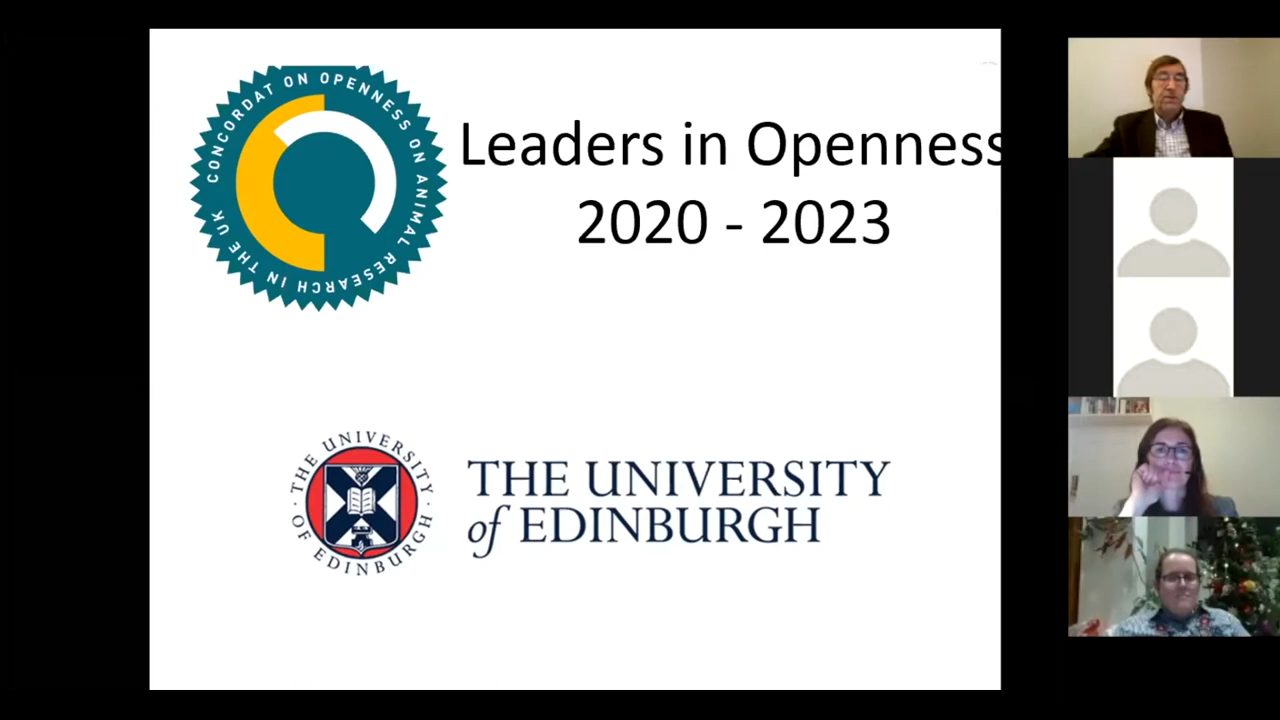 CONCORDAT ON OPENNESS ON ANIMAL RESEARCH IN THE UK
Leaders in Openness
2020 - 2023
· THE UNIVERSITY · OF EDINBURGH
THE UNIVERSITY
of EDINBURGH